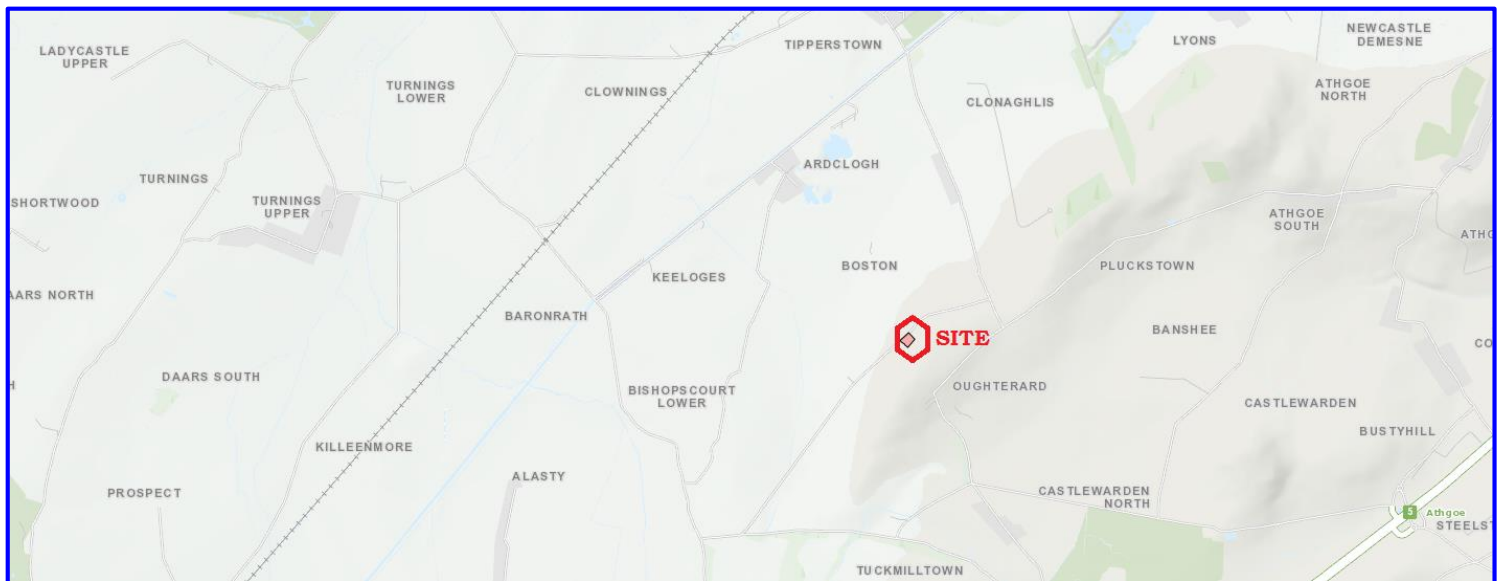 LADYCASTLE
UPPER
TIPPERSTOWN
LYONS
NEWCASTLE
DEMESNE
TURNINGS
LOWER
CLOWNINGS
CLONAGHLIS
ATHGOE
NORTH
ARDCLOGH
TURNINGS
SHORTWOOD
TURNINGS
UPPER
ATHGOE
SOUTH
ATHG
KEELOGES
BOSTON
PLUCKSTOWN
AARS NORTH
BARONRATH
BANSHEE
SITE
CO
DAARS SOUTH
H
BISHOPSCOURT
LOWER
OUGHTERARD
CASTLEWARDEN
BUSTYHILL
KILLEENMORE
ALASTY
PROSPECT
CASTLEWARDEN
NORTH
5
Athgoe
STEELST
TUCKMILLTOWN